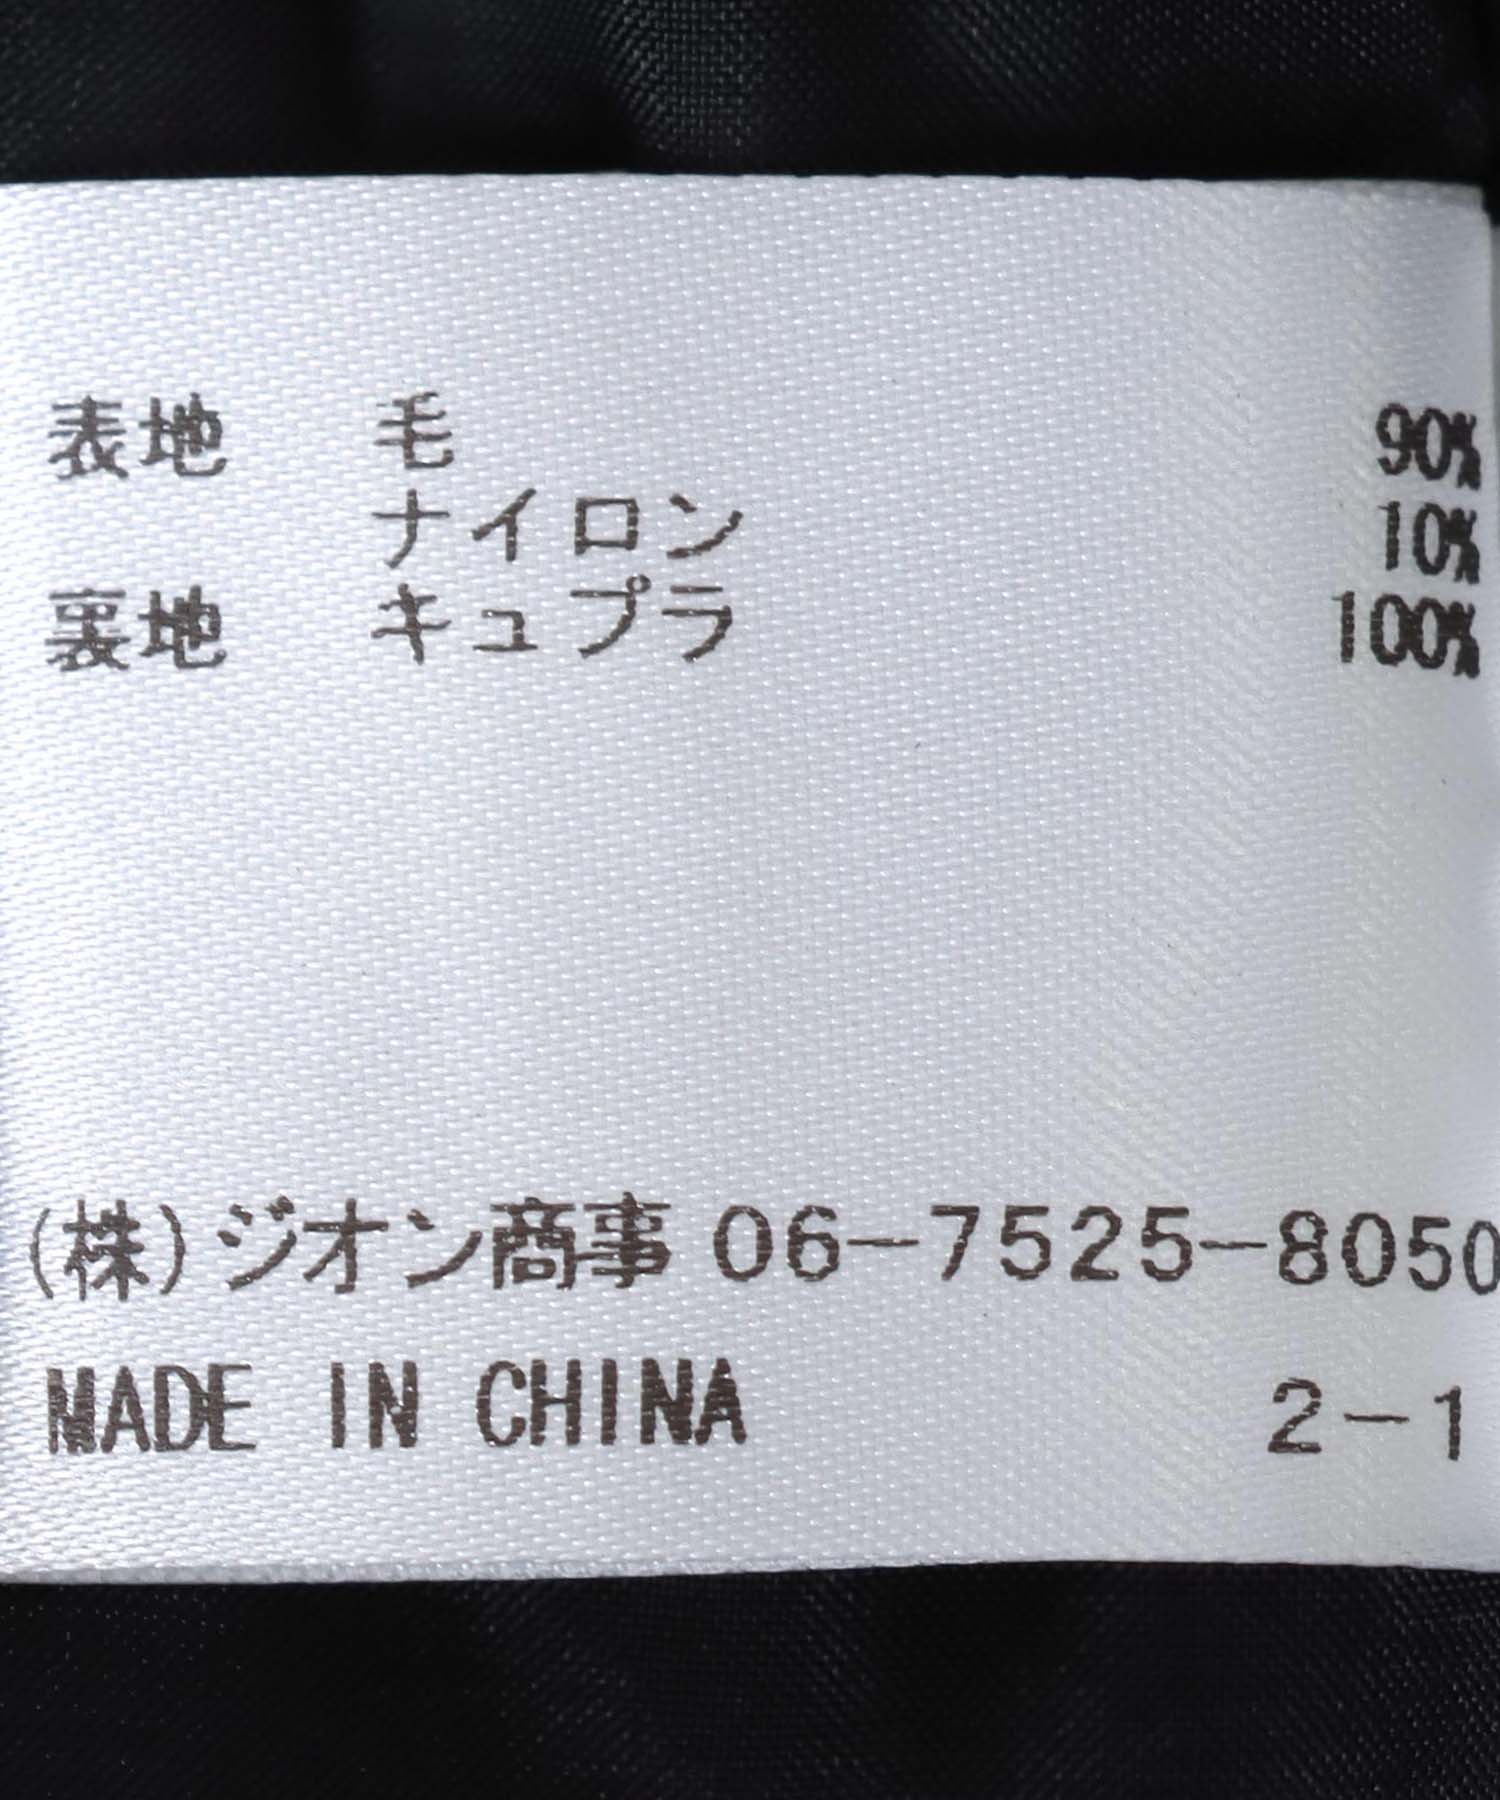 表地 毛 90%
ナイロン 10%
裏地 キュプラ 100%
(株)ジオン商事 06-7525-8050
MADE IN CHINA 2-1